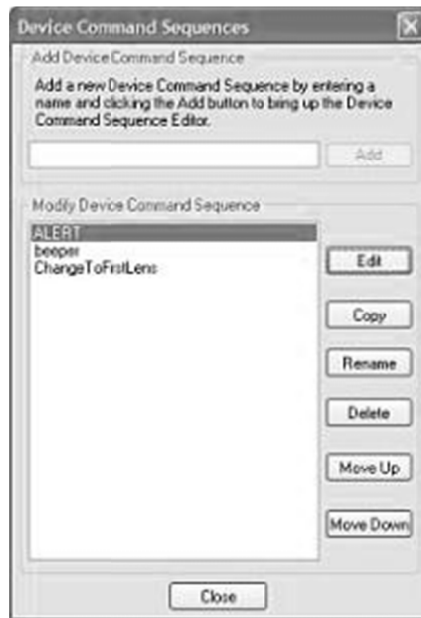 Device Command Sequences
Add Device Command Sequence
Add a new Device Command Sequence by entering a
name and clicking the Add button to bring up the Device
Command Sequence Editor.
Add
Modify Device Command Sequence
ALERT
beeper
ChangeToFirstLens
Edit
Copy
Rename
Delete
Move Up
Move Down
Close